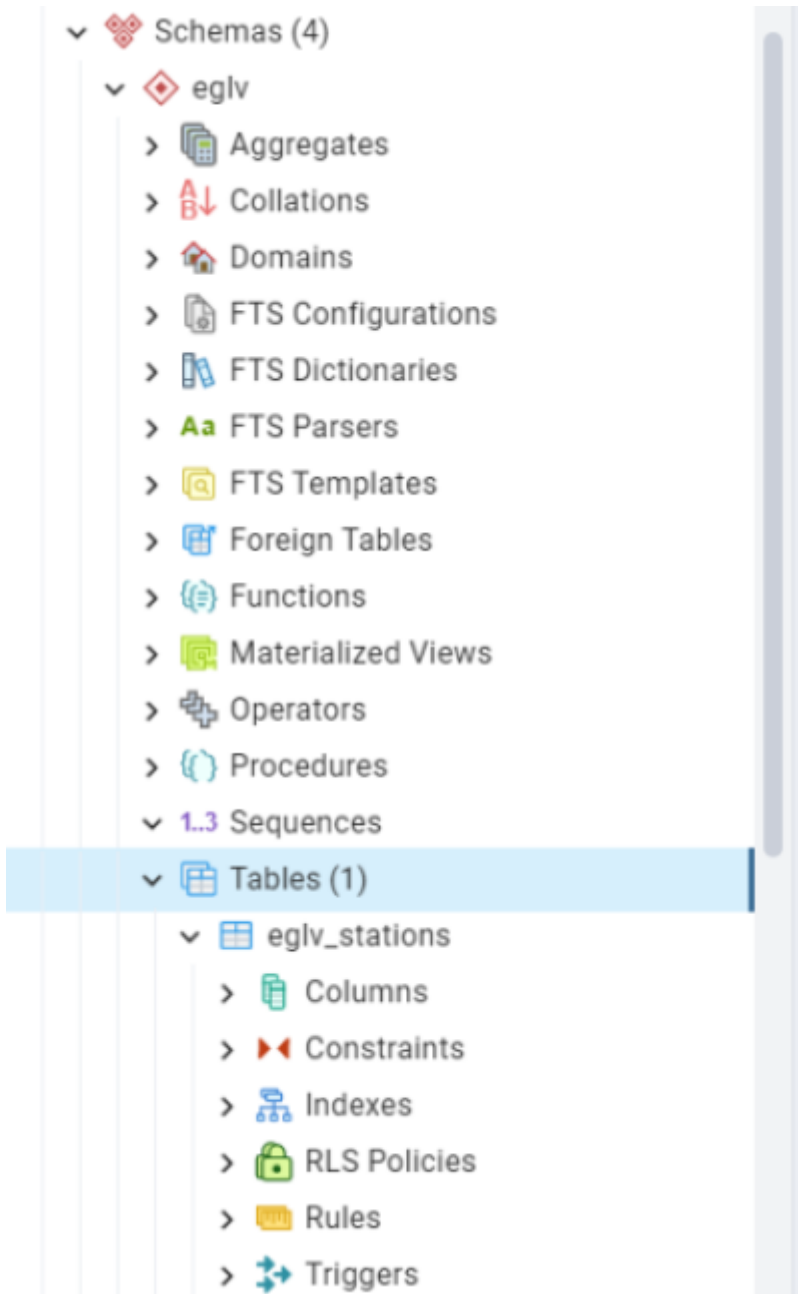 Schemas (4)
eglv
Aggregates
Collations
Domains
FTS Configurations
FTS Dictionaries
Aa FTS Parsers
FTS Templates
Foreign Tables
Functions
Materialized Views
Operators
Procedures
1..3 Sequences
Tables (1)
eglv_stations
Columns
Constraints
Indexes
RLS Policies
Rules
Triggers